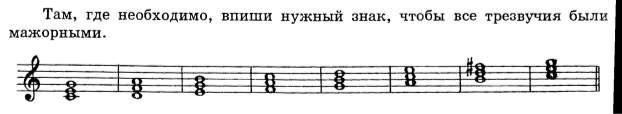 Там, где необходимо, впиши нужный знак, чтобы все трезвучия были
мажорными.